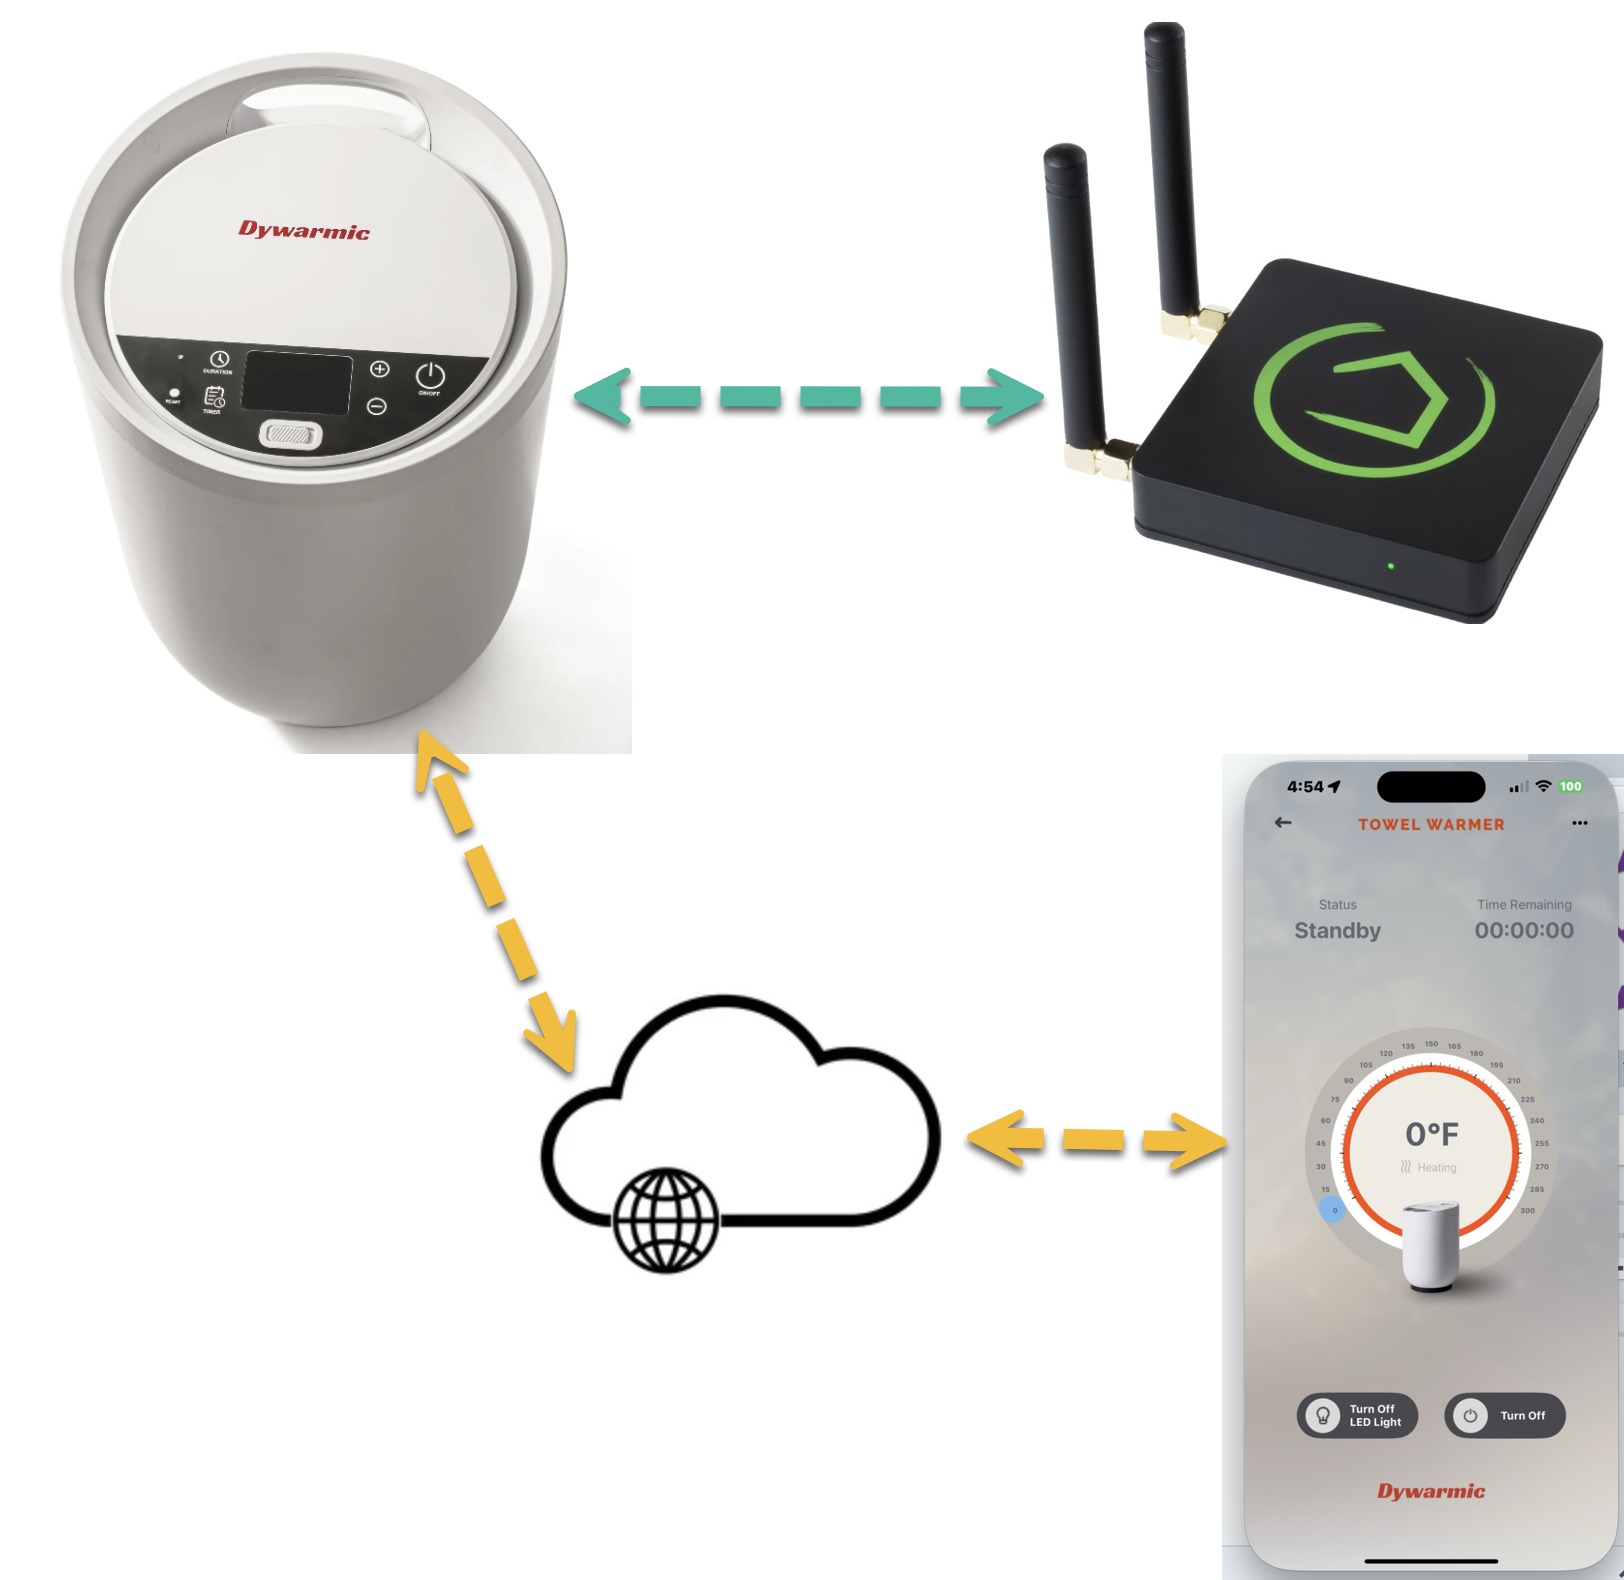 Dywarmic
DURATION
TIMER
ON/OFF
4:54
100
TOWEL WARMER
Status
Time Remaining
Standby
00:00:00
0
15
30
45
60
75
90
105
120
135
150
165
180
195
210
225
240
255
270
285
300
0°F
Heating
Turn Off
LED Light
Turn Off
Dywarmic